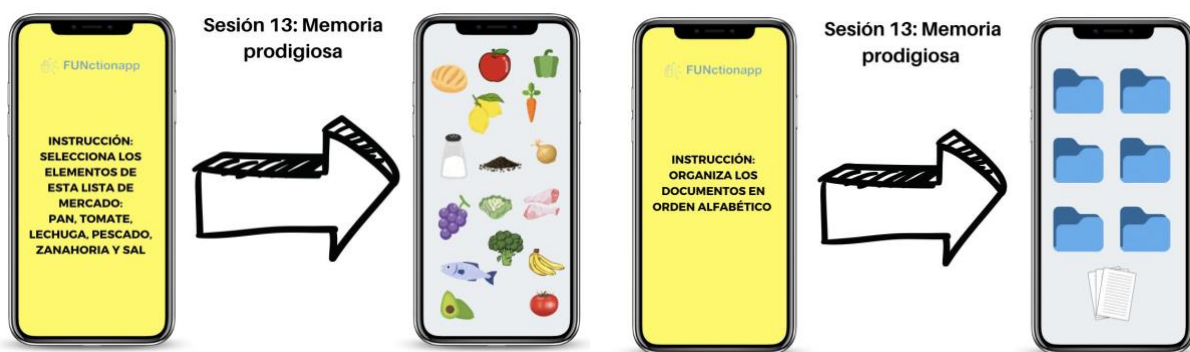 Sesión 13: Memoria
prodigiosa
FUNctionapp
INSTRUCCIÓN:
SELECCIONA LOS
ELEMENTOS DE
ESTA LISTA DE
MERCADO:
PAN, TOMATE,
LECHUGA, PESCADO,
ZANAHORIA Y SAL
Sesión 13: Memoria
prodigiosa
FUNctionapp
INSTRUCCIÓN:
ORGANIZA LOS
DOCUMENTOS EN
ORDEN ALFABÉTICO